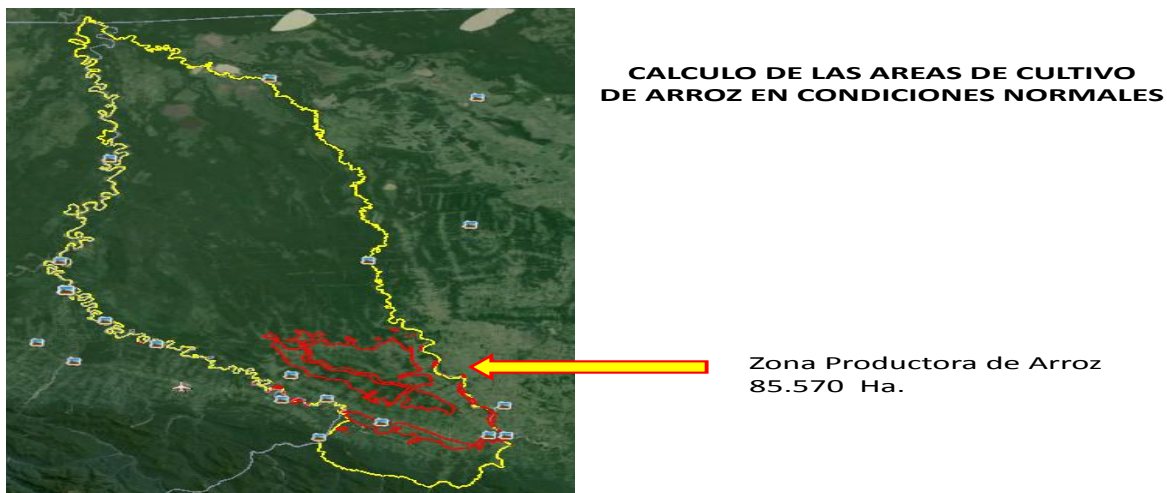 CALCULO DE LAS AREAS DE CULTIVO
DE ARROZ EN CONDICIONES NORMALES
Zona Productora de Arroz
85.570 Ha.